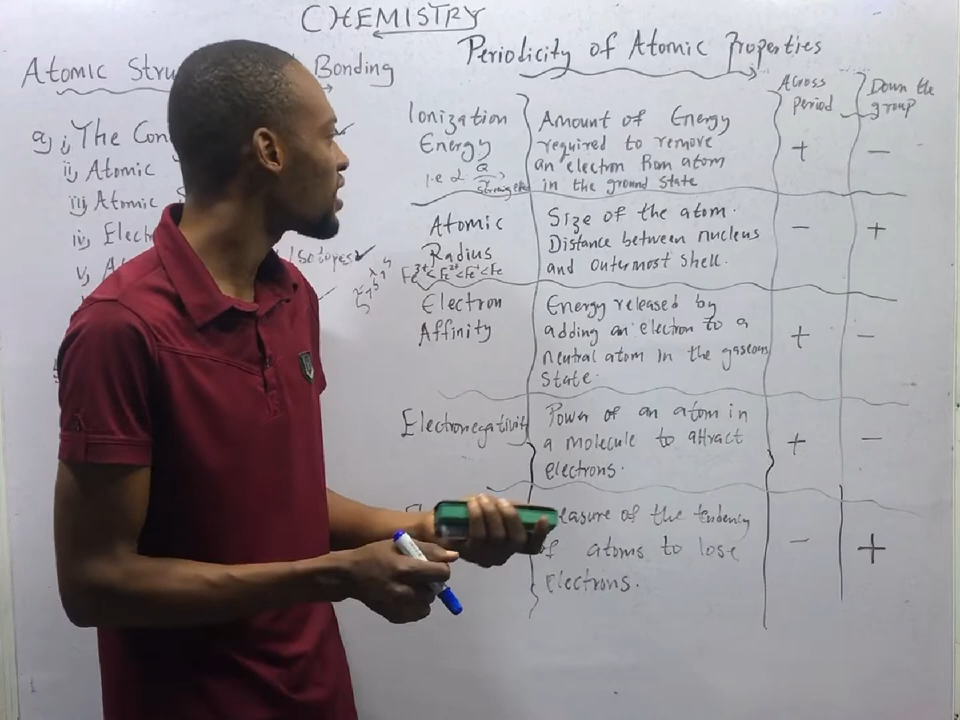 CHEMISTRY
Atomic Bonding
a) i, The
ii, Atomic
iii, Atomic
iv,
v,
Isotopes
Periodicity of Atomic Properties
Across period
Down the group
Ionization
Energy
Amount of Energy
required to remove
an electron from atom
in the ground state
+
-
Atomic
Radius
Fe³⁺<Fe²⁺<Fe⁺<Fe
Size of the atom.
Distance between nucleus
and outermost shell.
-
+
Electron
Affinity
Energy released by
adding an electron to a
neutral atom in the gaseous
state.
+
-
Electronegativity
Power of an atom in
a molecule to attract
electrons.
+
-
of the tendency
of atoms to lose
electrons.
-
+